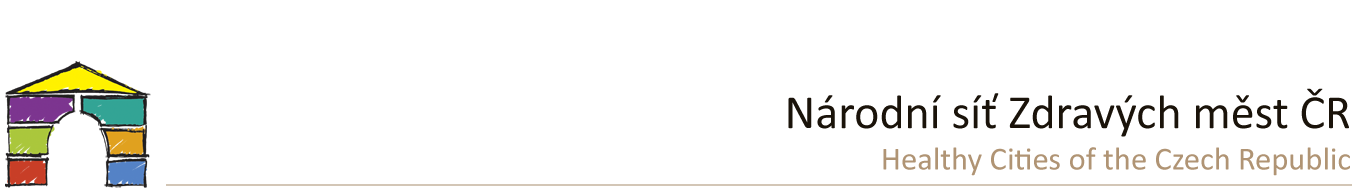 Národní síť Zdravých měst ČR
Healthy Cities of the Czech Republic